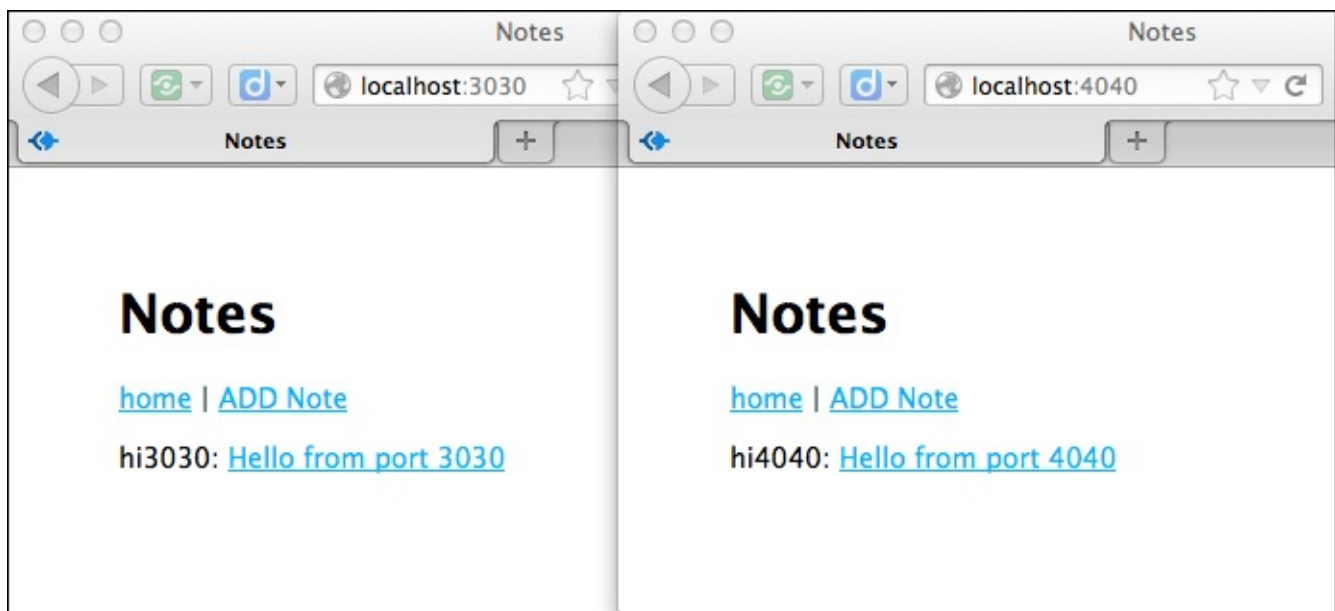 Notes
localhost:3030
Notes
Notes
home | ADD Note
hi3030: Hello from port 3030
Notes
localhost:4040
Notes
Notes
home | ADD Note
hi4040: Hello from port 4040